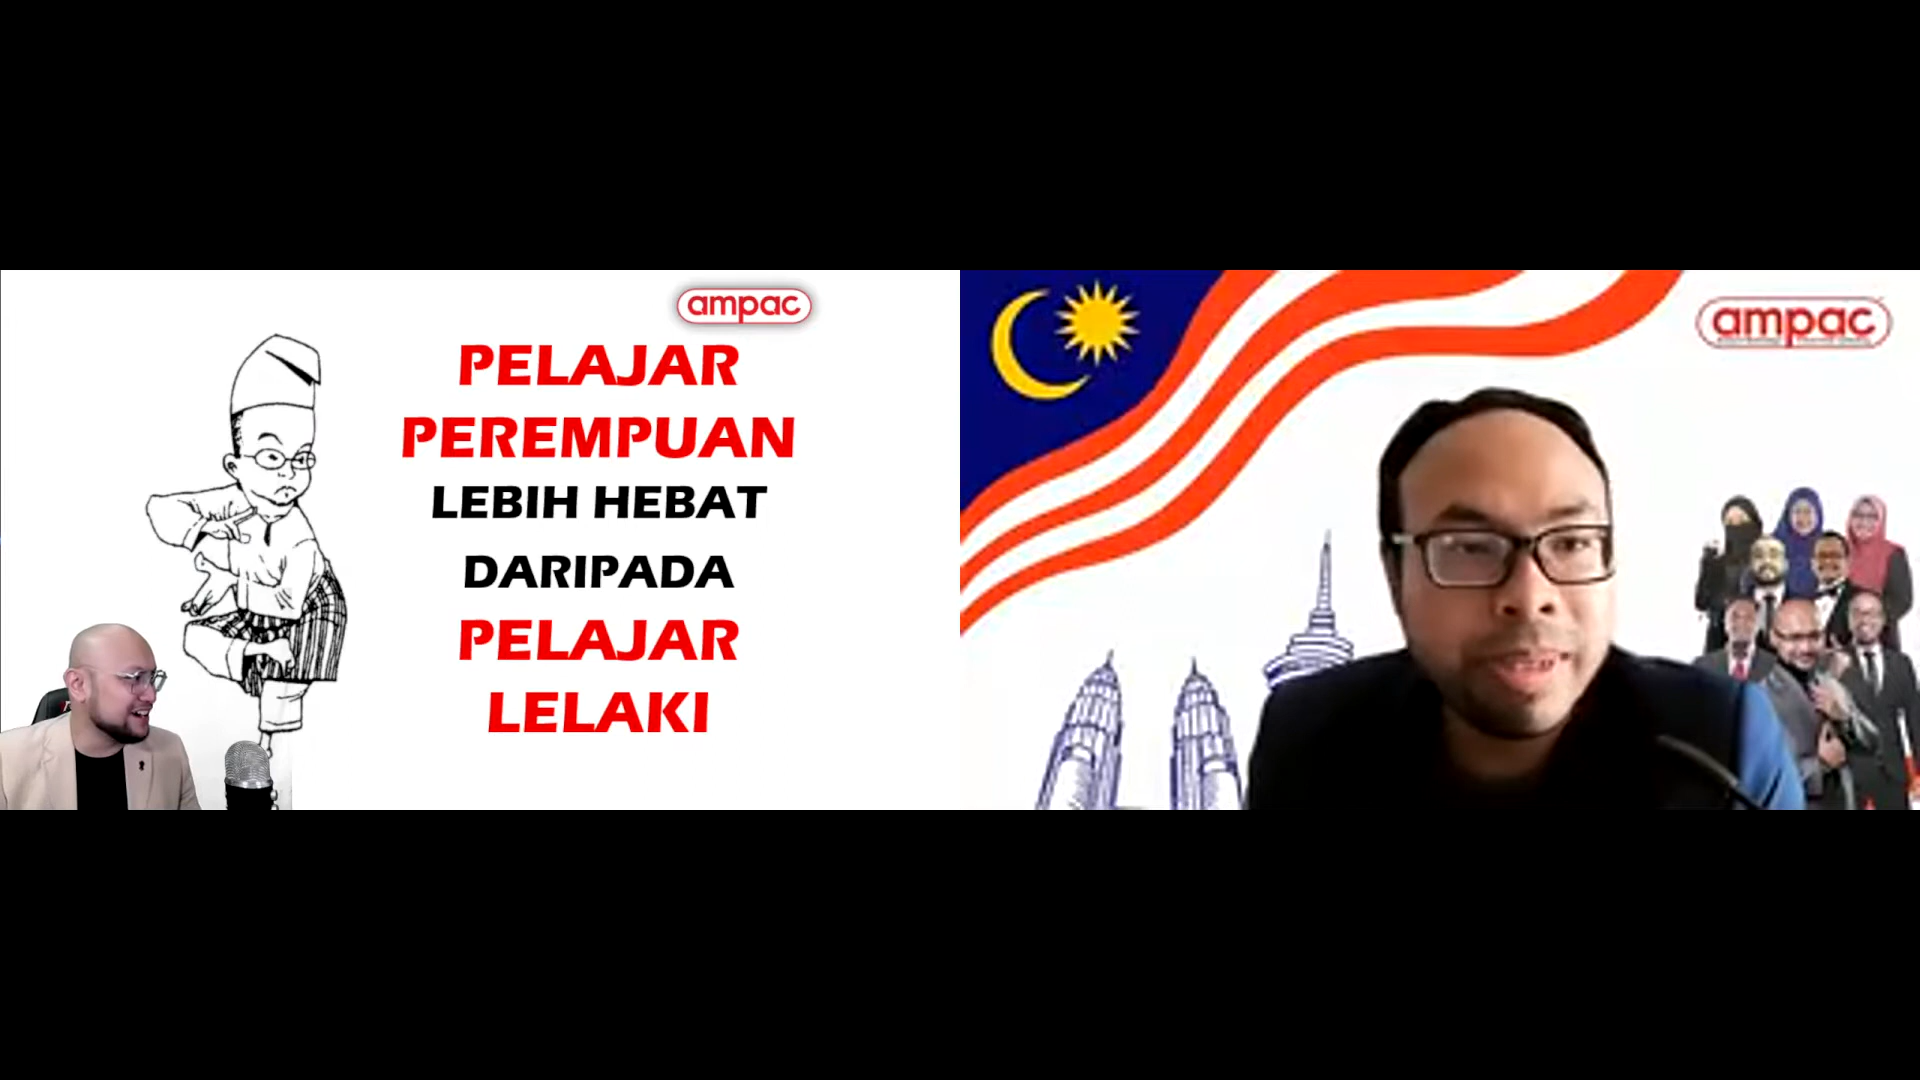 ampac
PELAJAR
PEREMPUAN
LEBIH HEBAT
DARIPADA
PELAJAR
LELAKI
ampac